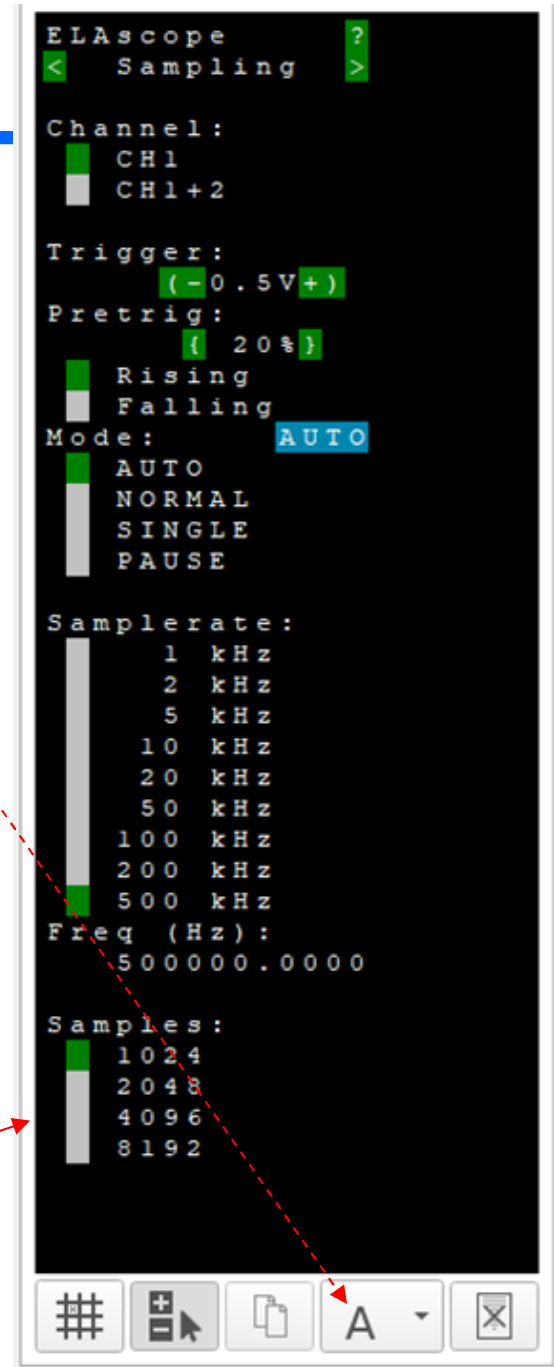 ELAscope ?
< Sampling >
Channel:
CH1
CH1+2
Trigger:
(-0.5V+)
Pretrig:
{ 20%}
Rising
Falling
Mode: AUTO
AUTO
NORMAL
SINGLE
PAUSE
Samplerate:
1 kHz
2 kHz
5 kHz
10 kHz
20 kHz
50 kHz
100 kHz
200 kHz
500 kHz
Freq (Hz):
500000.0000
Samples:
1024
2048
4096
8192
A